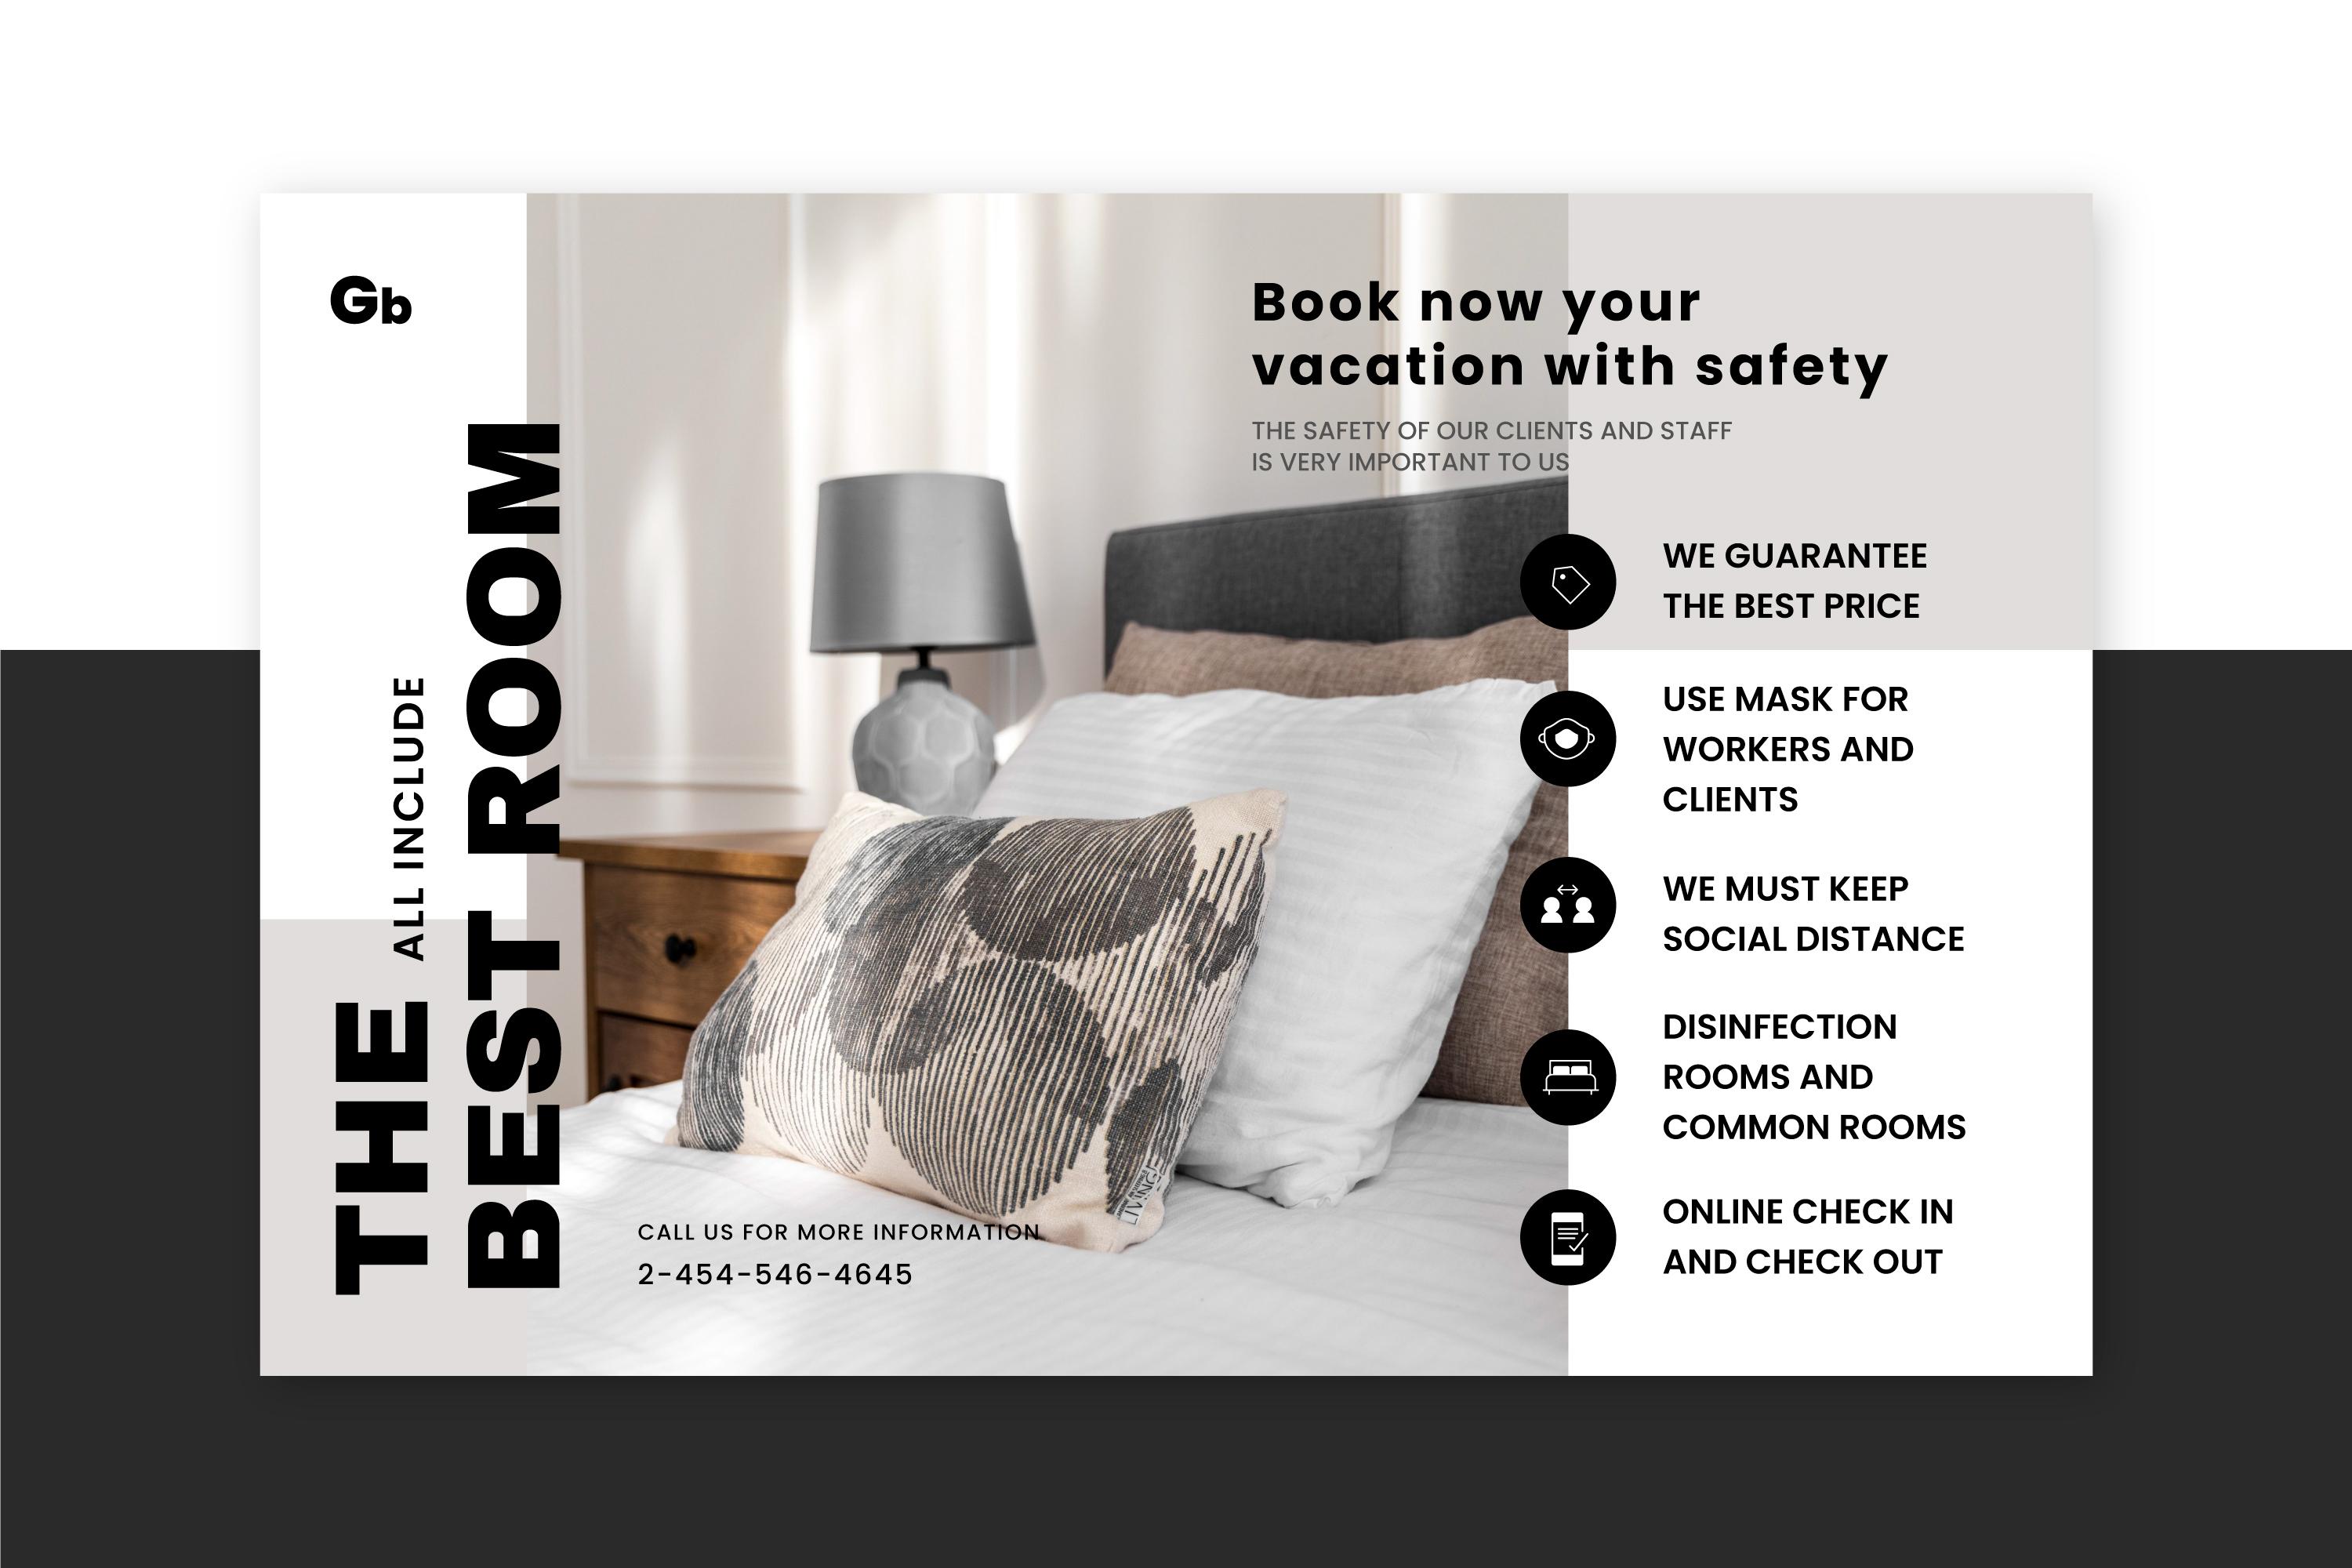 Gb
THE
ALL INCLUDE
BEST ROOM
Book now your
vacation with safety
THE SAFETY OF OUR CLIENTS AND STAFF
IS VERY IMPORTANT TO US
WE GUARANTEE
THE BEST PRICE
USE MASK FOR
WORKERS AND
CLIENTS
WE MUST KEEP
SOCIAL DISTANCE
DISINFECTION
ROOMS AND
COMMON ROOMS
ONLINE CHECK IN
AND CHECK OUT
CALL US FOR MORE INFORMATION
2-454-546-4645
LIVING